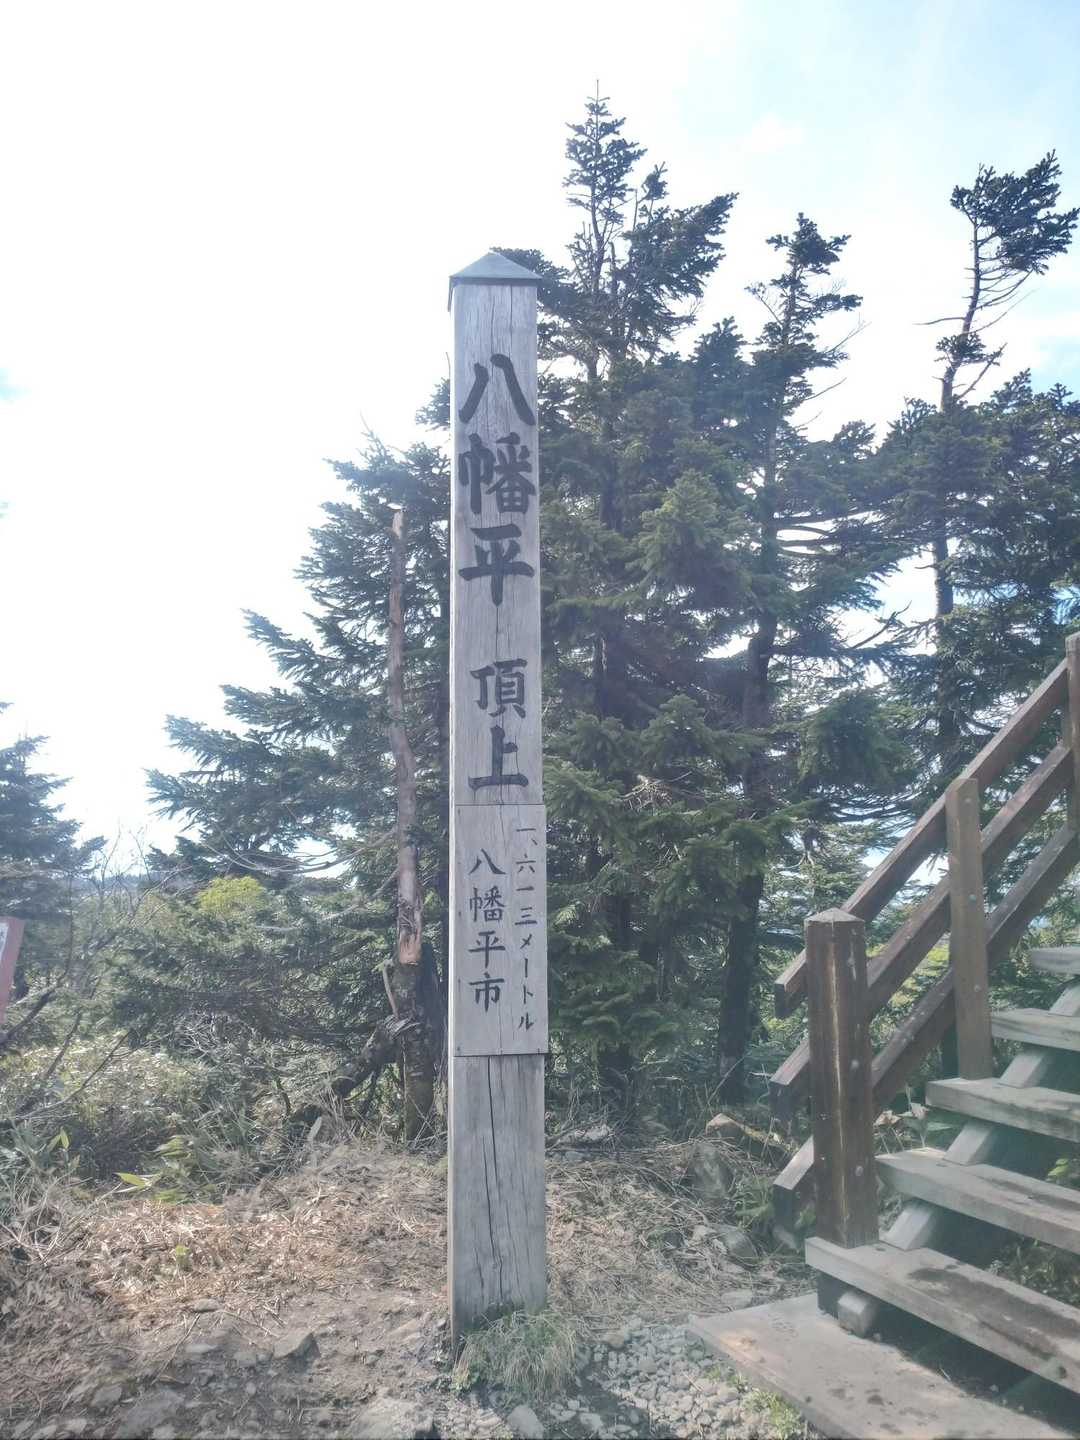 八幡平 頂上
一、六一三メートル
八幡平市